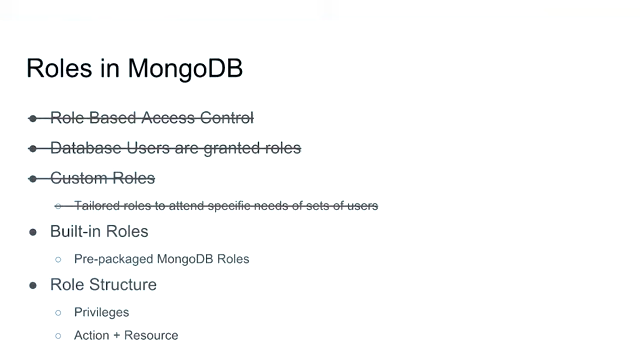 Roles in MongoDB
● Role Based Access Control
● Database Users are granted roles
● Custom Roles
○ Tailored roles to attend specific needs of sets of users
● Built-in Roles
○ Pre-packaged MongoDB Roles
● Role Structure
○ Privileges
○ Action + Resource